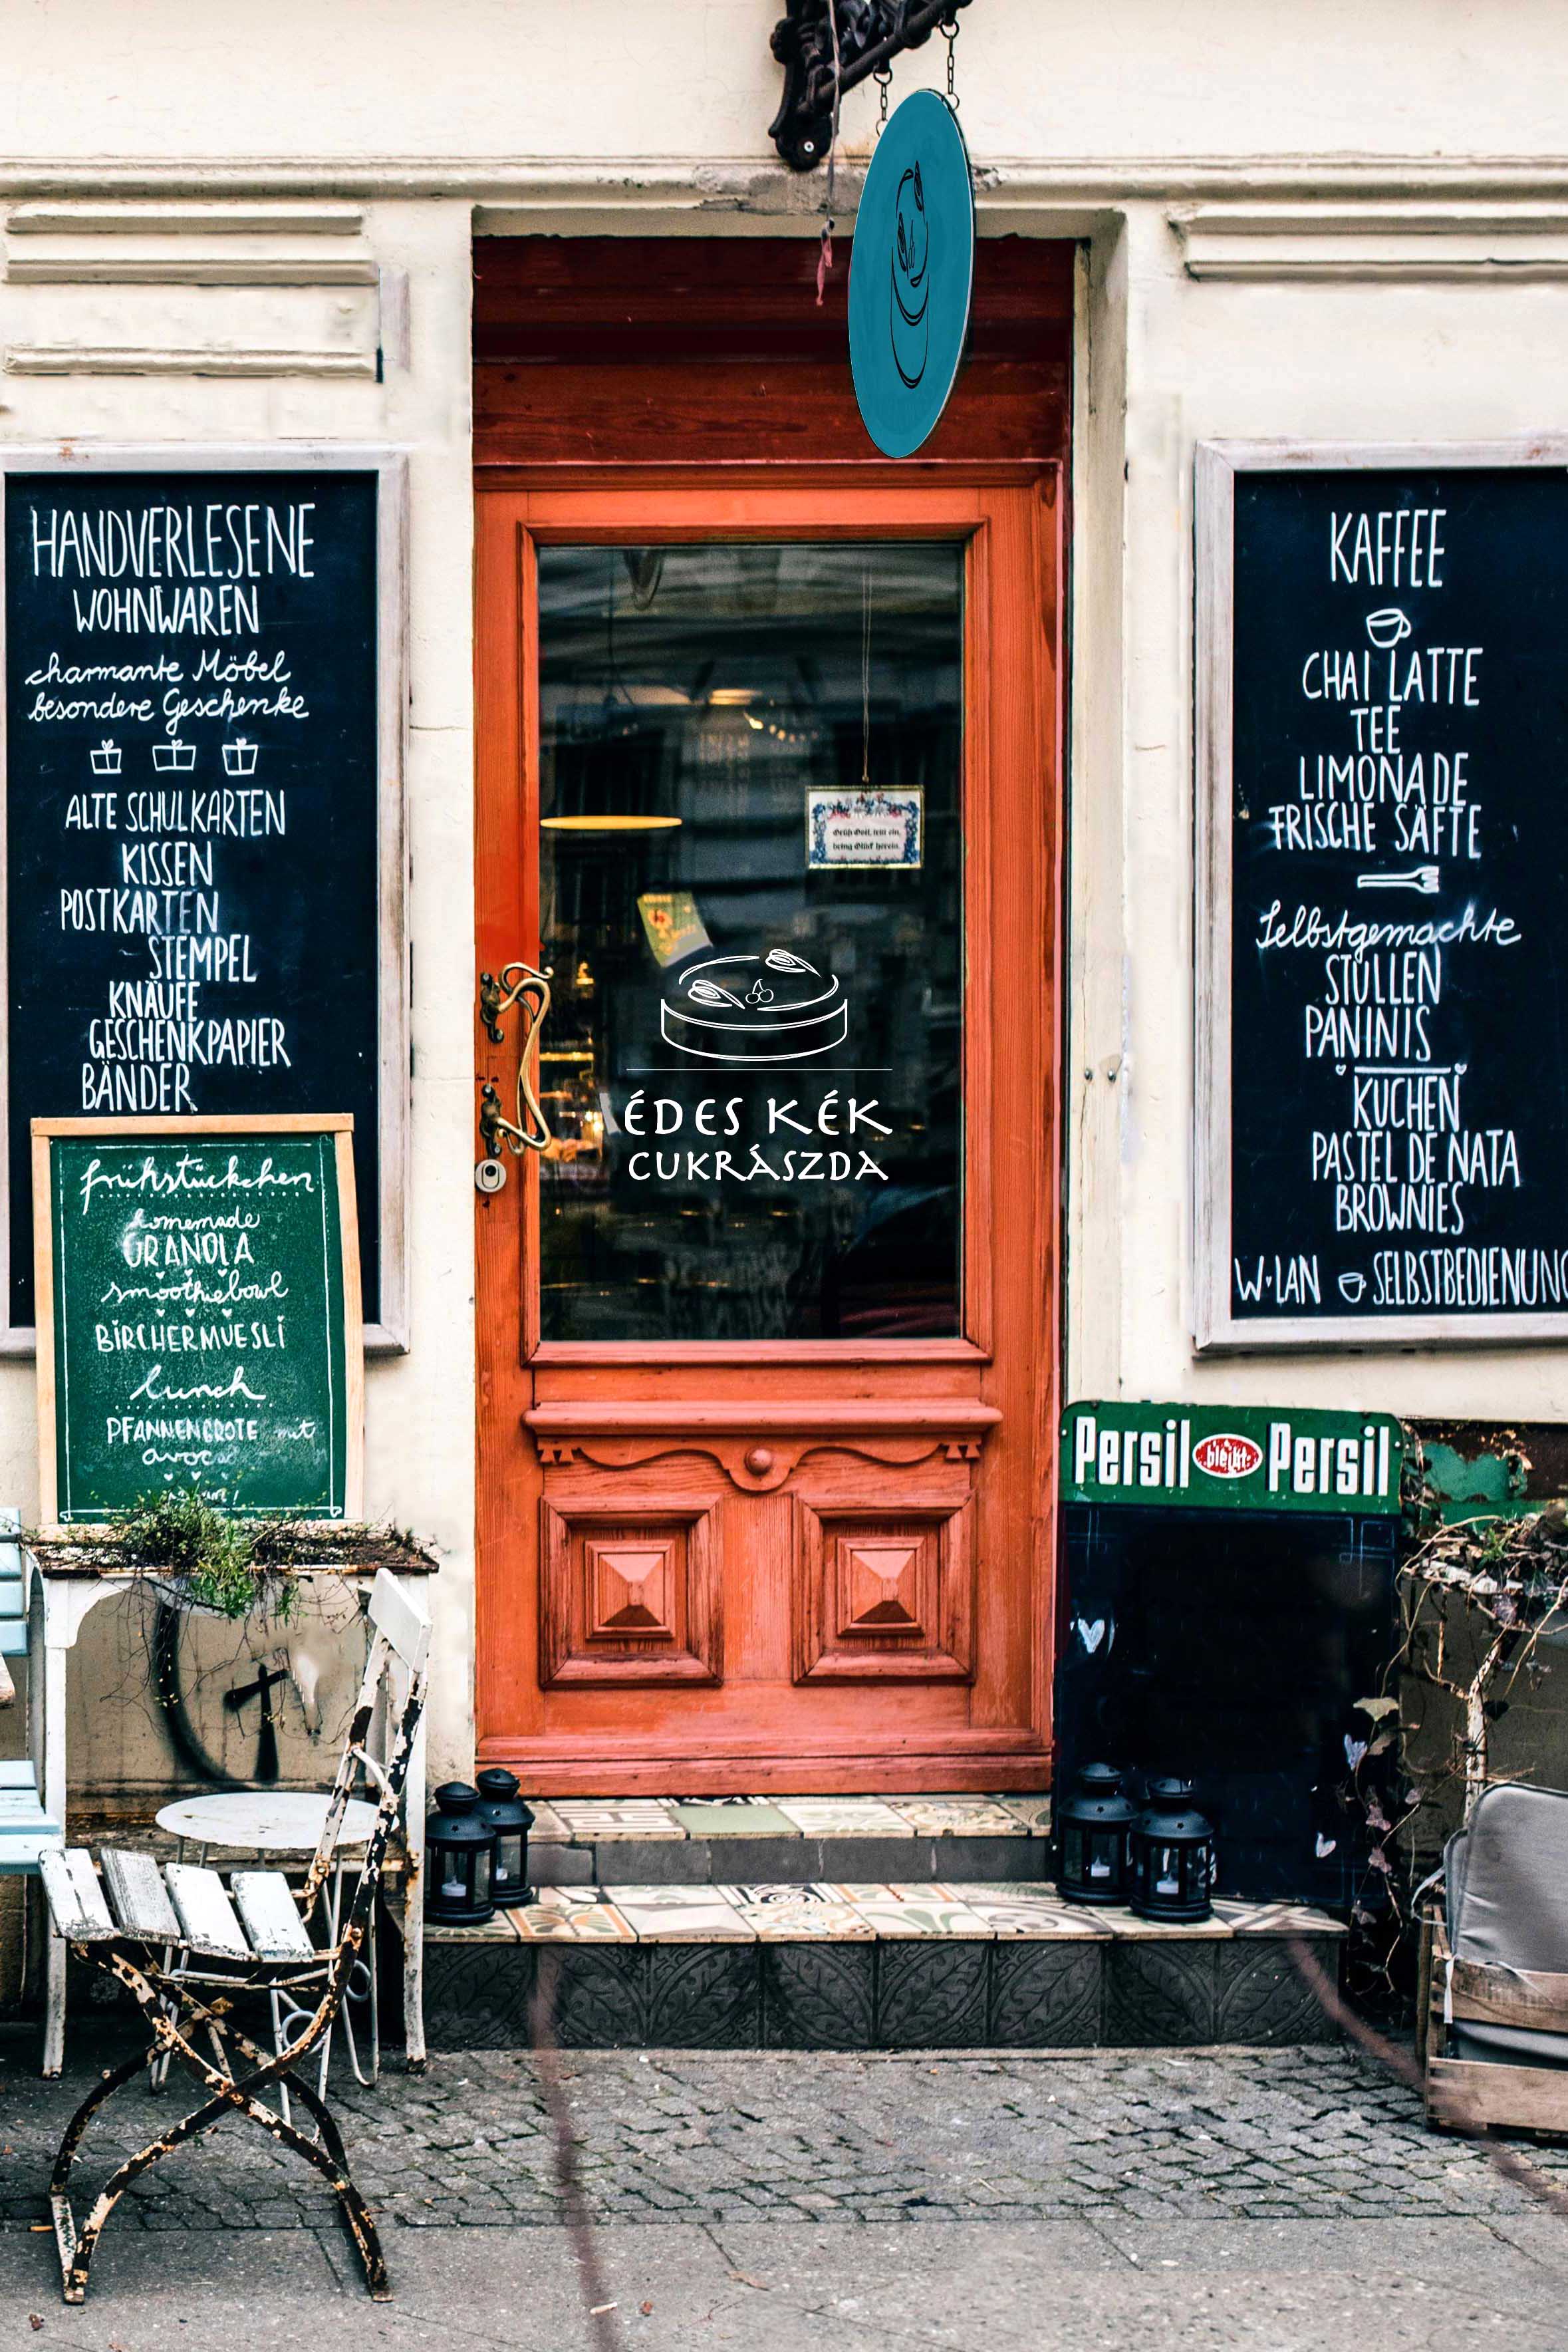 HANDVERLESENE
WOHNWAREN
charmante Möbel
besondere Geschenke
ALTE SCHULKARTEN
KISSEN
POSTKARTEN
STEMPEL
KNÄUFE
GESCHENKPAPIER
BÄNDER
frühstückchen
homemade
GRANOLA
smoothiebowl
BIRCHERMUESLI
lunch
PFANNENBROTE mit
Grüß Gott, tritt ein,
bring Glück herein.
ÉDES KÉK
CUKRÁSZDA
KAFFEE
CHAI LATTE
TEE
LIMONADE
FRISCHE SÄFTE
Selbstgemachte
STULLEN
PANINIS
KUCHEN
PASTEL DE NATA
BROWNIES
W•LAN SELBSTBEDIENUNG
Persil bleibt Persil